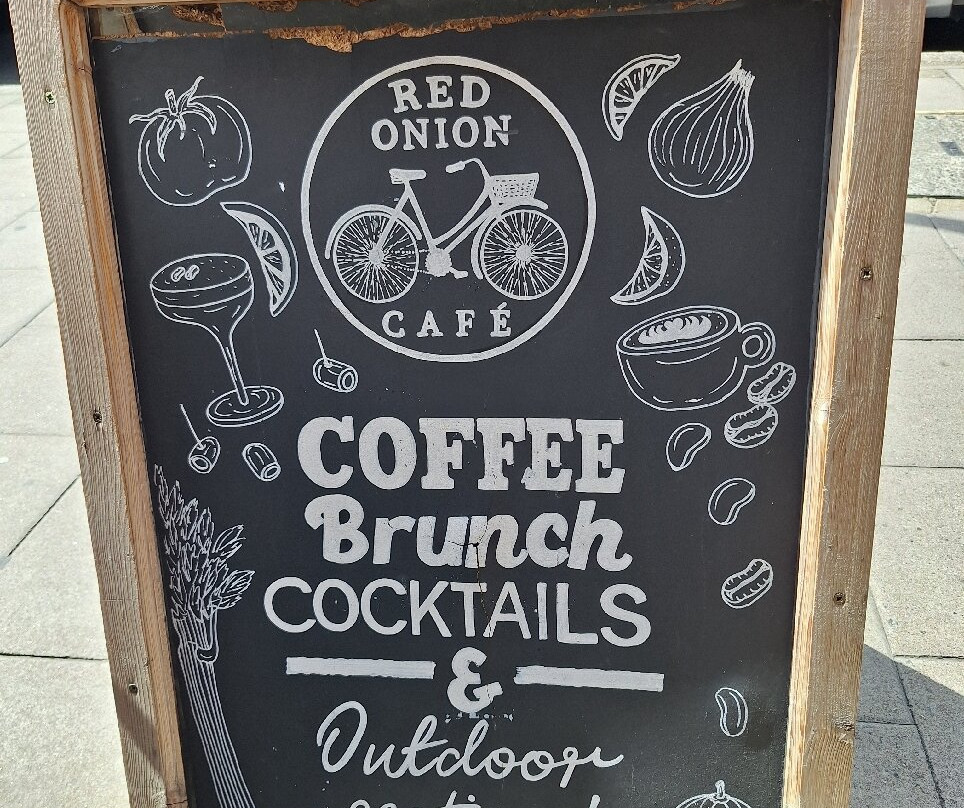 RED
ONION
CAFÉ
COFFEE
Brunch
COCKTAILS
&
Outdoor